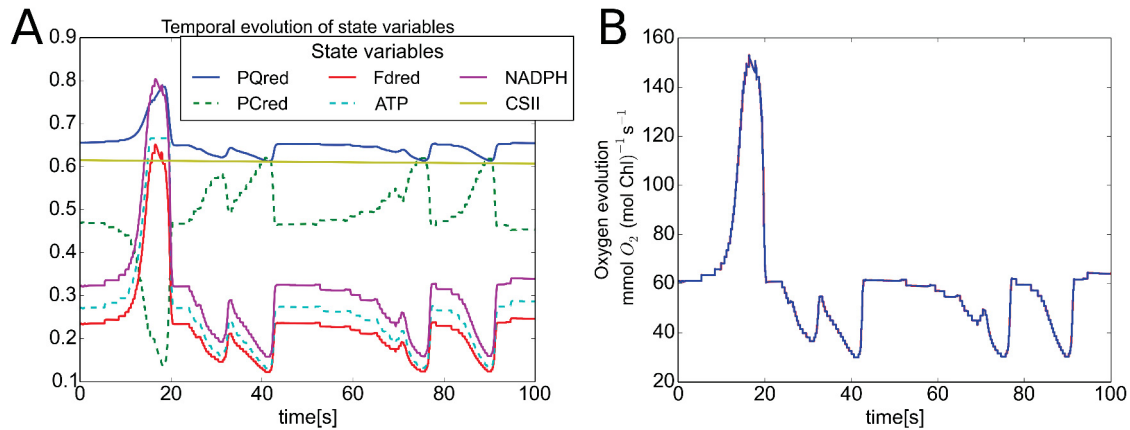 A
Temporal evolution of state variables
State variables
PQred
Fdred
NADPH
PCred
ATP
CSII
0.9
0.8
0.7
0.6
0.5
0.4
0.3
0.2
0.1
0
20
40
60
80
100
time[s]
B
Oxygen evolution
mmol O₂ (mol Chl)⁻¹s⁻¹
160
140
120
100
80
60
40
20
0
20
40
60
80
100
time[s]